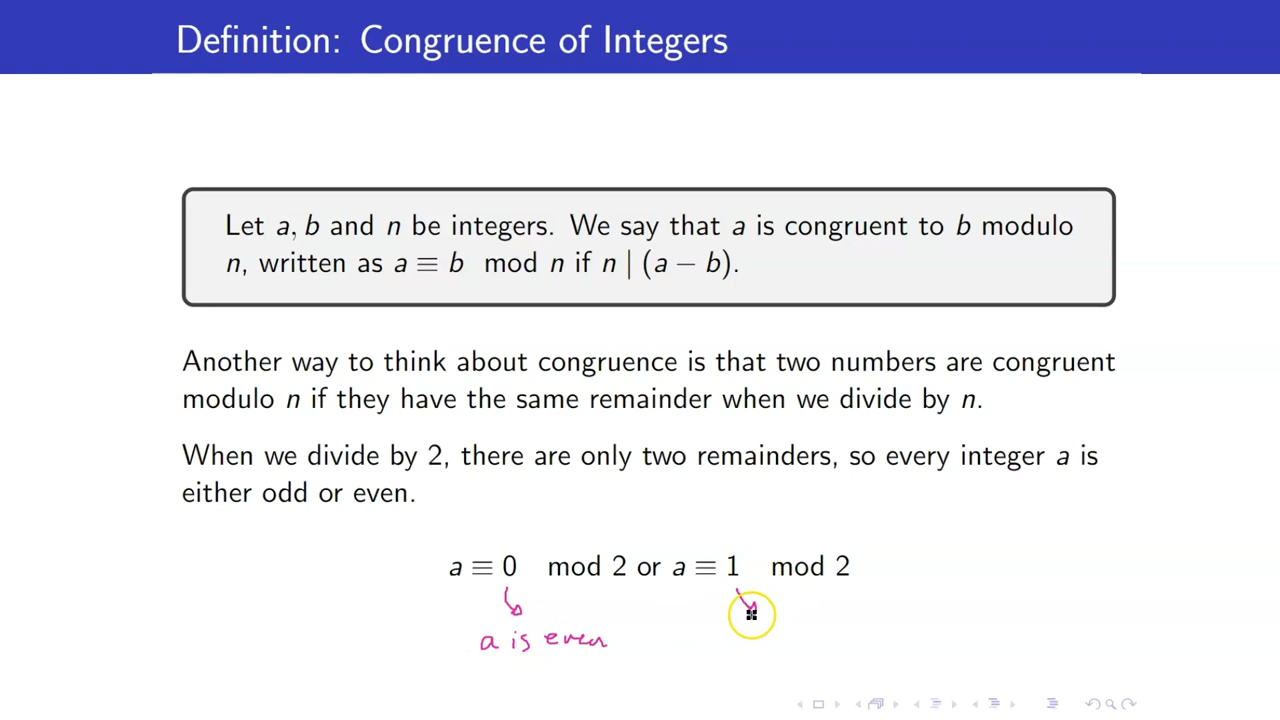 Definition: Congruence of Integers
Let a, b and n be integers. We say that a is congruent to b modulo
n, written as a ≡ b mod n if n | (a − b).
Another way to think about congruence is that two numbers are congruent
modulo n if they have the same remainder when we divide by n.
When we divide by 2, there are only two remainders, so every integer a is
either odd or even.
a ≡ 0 mod 2 or a ≡ 1 mod 2
a is even